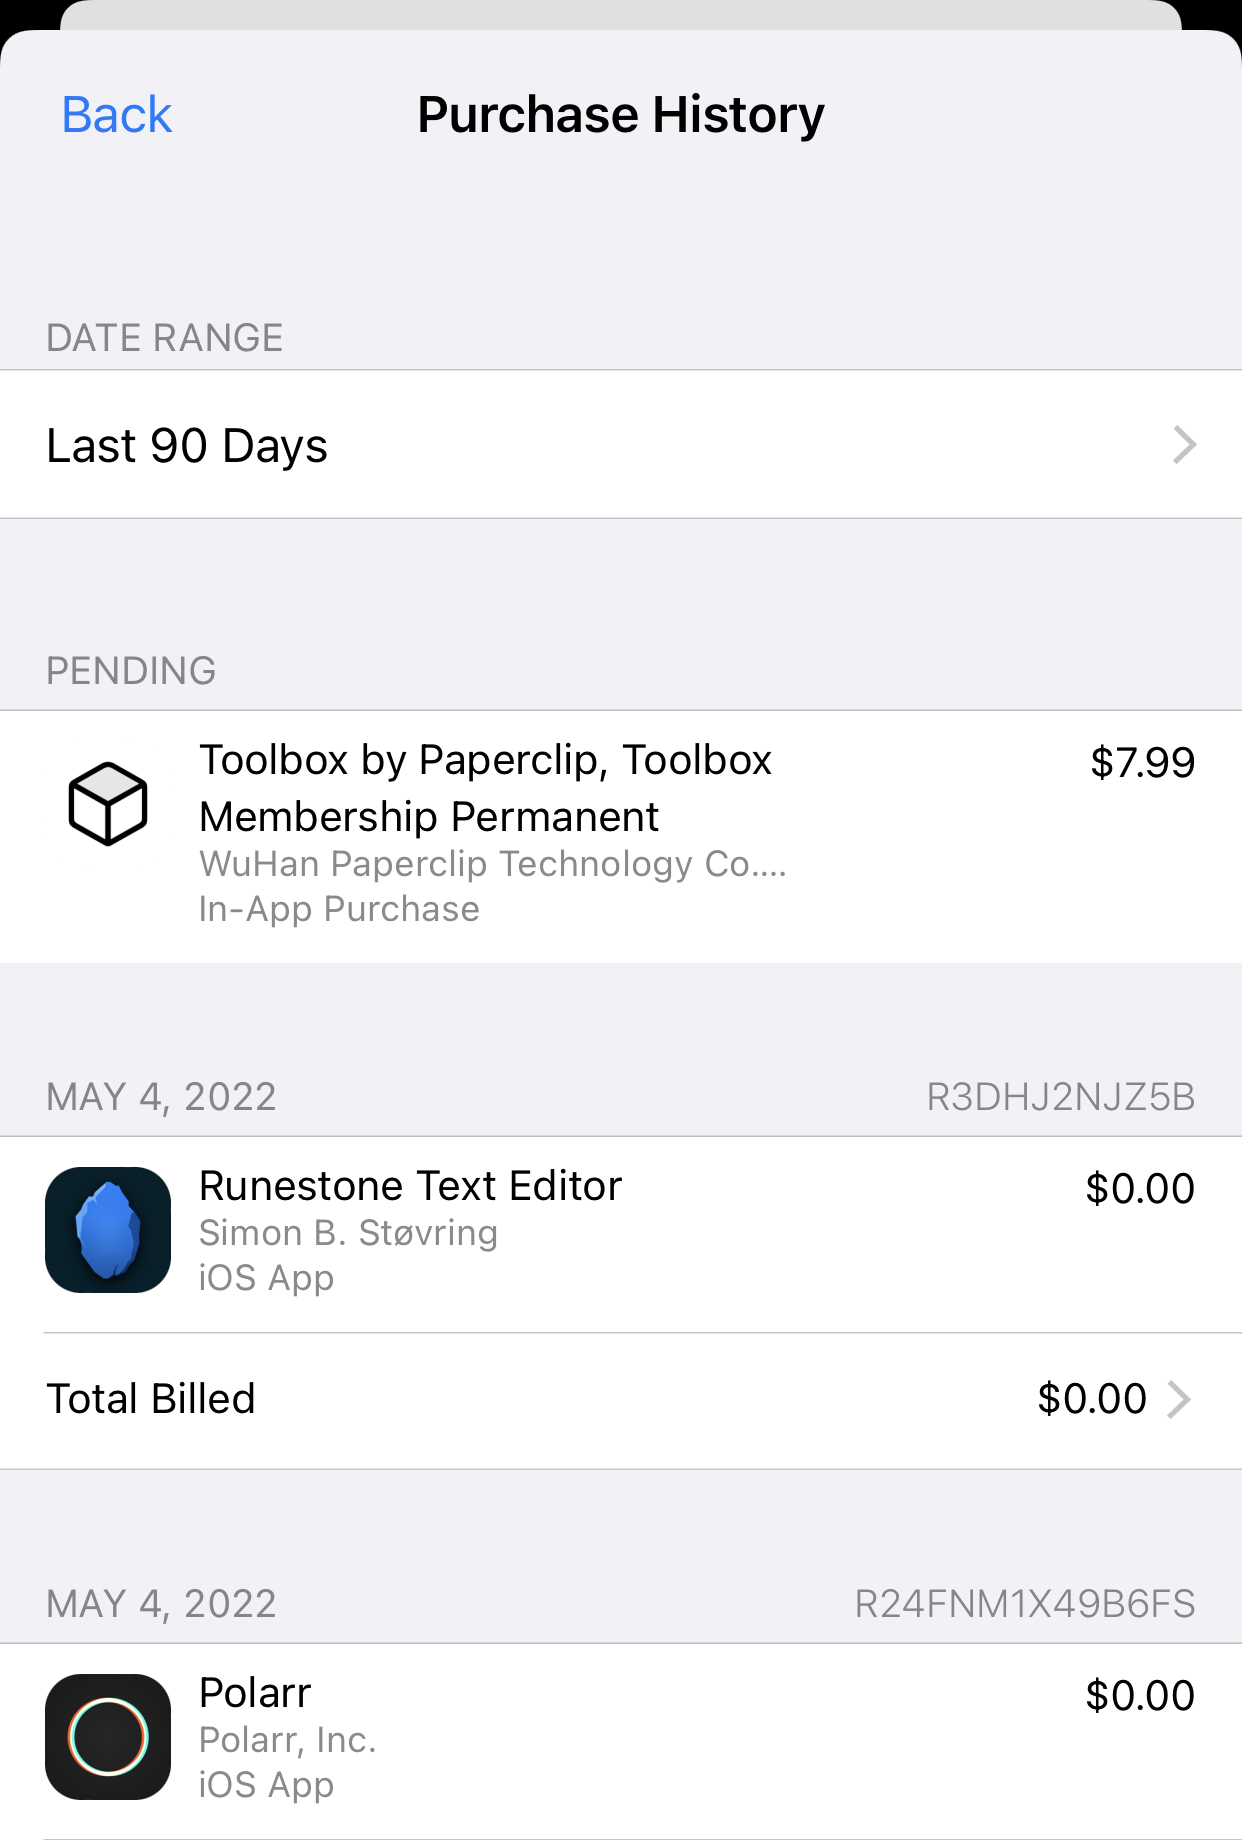 Back
Purchase History
DATE RANGE
Last 90 Days
PENDING
Toolbox by Paperclip, Toolbox
$7.99
Membership Permanent
WuHan Paperclip Technology Co....
In-App Purchase
MAY 4, 2022
R3DHJ2NJZ5B
Runestone Text Editor
$0.00
Simon B. Støvring
iOS App
Total Billed
$0.00
MAY 4, 2022
R24FNM1X49B6FS
Polarr
$0.00
Polarr, Inc.
iOS App